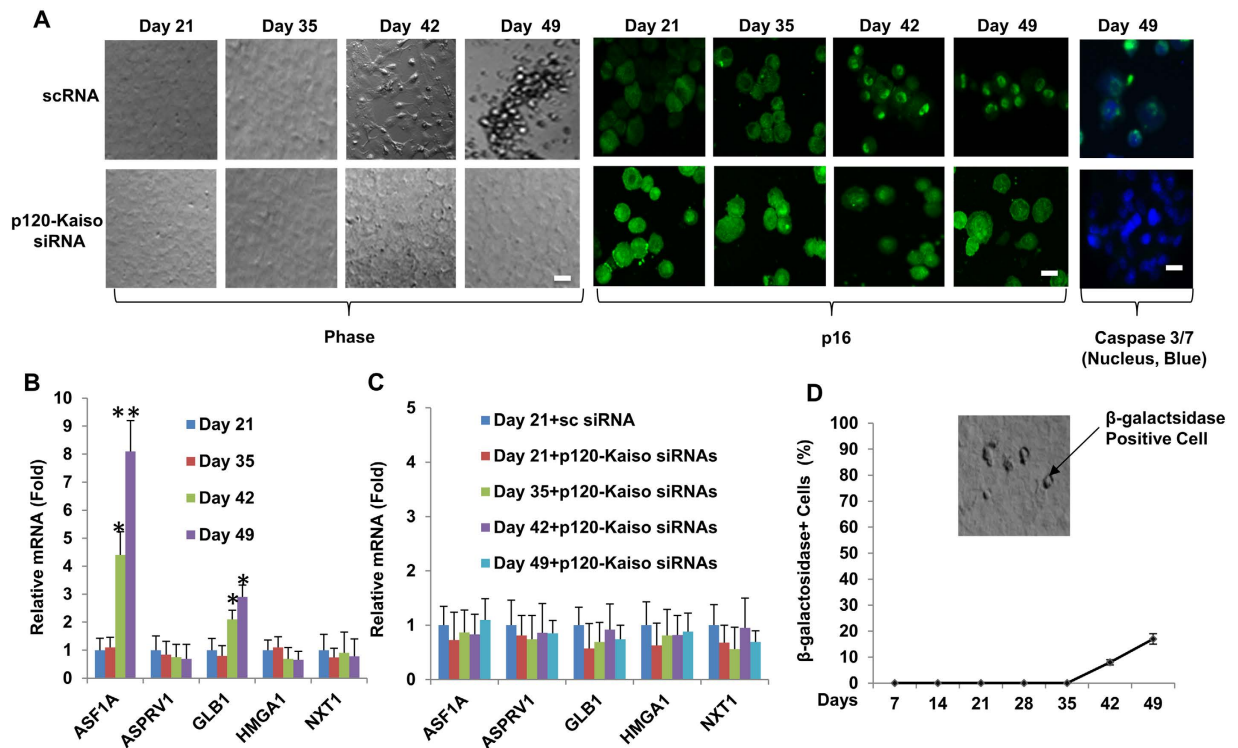 A
Day 21 Day 35 Day 42 Day 49 Day 21 Day 35 Day 42 Day 49 Day 49
scRNA
p120-Kaiso
siRNA
Phase
p16
Caspase 3/7
(Nucleus, Blue)
B
Relative mRNA (Fold)
10
9
8
7
6
5
4
3
2
1
0
* *
*
*
*
Day 21
Day 35
Day 42
Day 49
ASF1A ASPRV1 GLB1 HMGA1 NXT1
C
Relative mRNA (Fold)
5
4
3
2
1
0
Day 21+sc siRNA
Day 21+p120-Kaiso siRNAs
Day 35+p120-Kaiso siRNAs
Day 42+p120-Kaiso siRNAs
Day 49+p120-Kaiso siRNAs
ASF1A ASPRV1 GLB1 HMGA1 NXT1
D
β-galactosidase+ Cells (%)
100
90
80
70
60
50
40
30
20
10
0
β-galactsidase
Positive Cell
Days 7 14 21 28 35 42 49